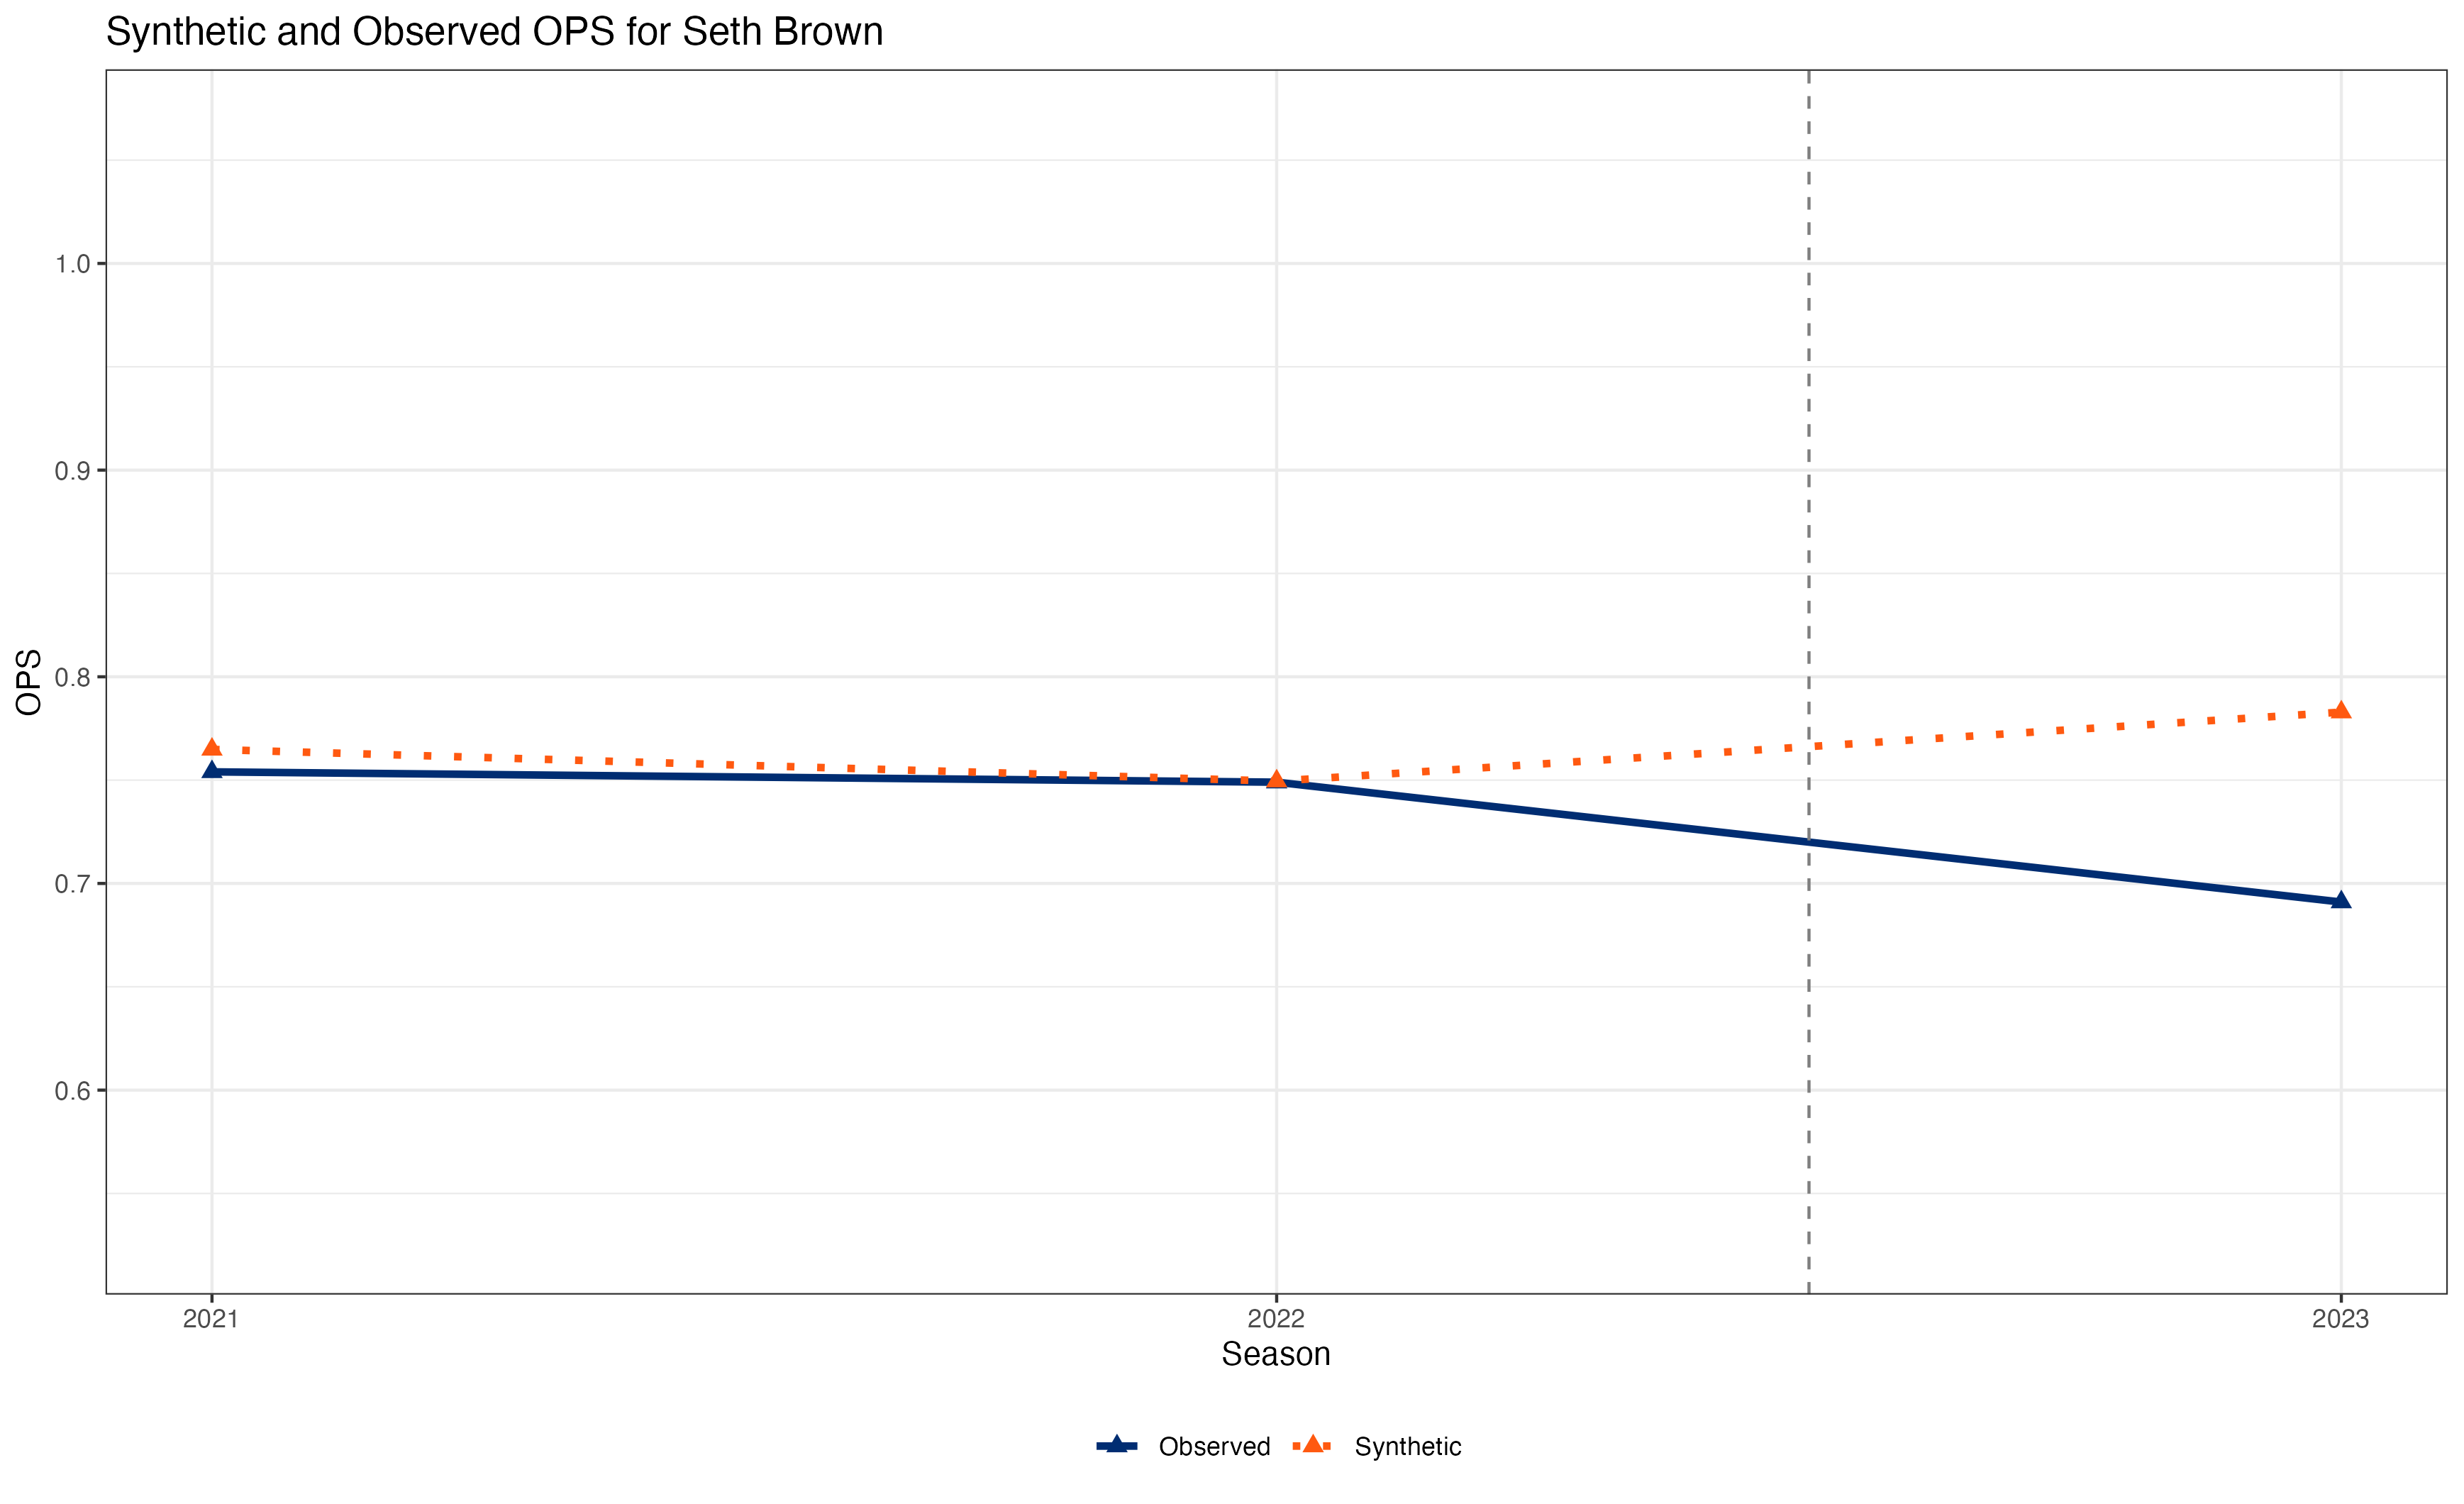 Synthetic and Observed OPS for Seth Brown
OPS
1.0
0.9
0.8
0.7
0.6
2021 2022 2023
Season
Observed Synthetic